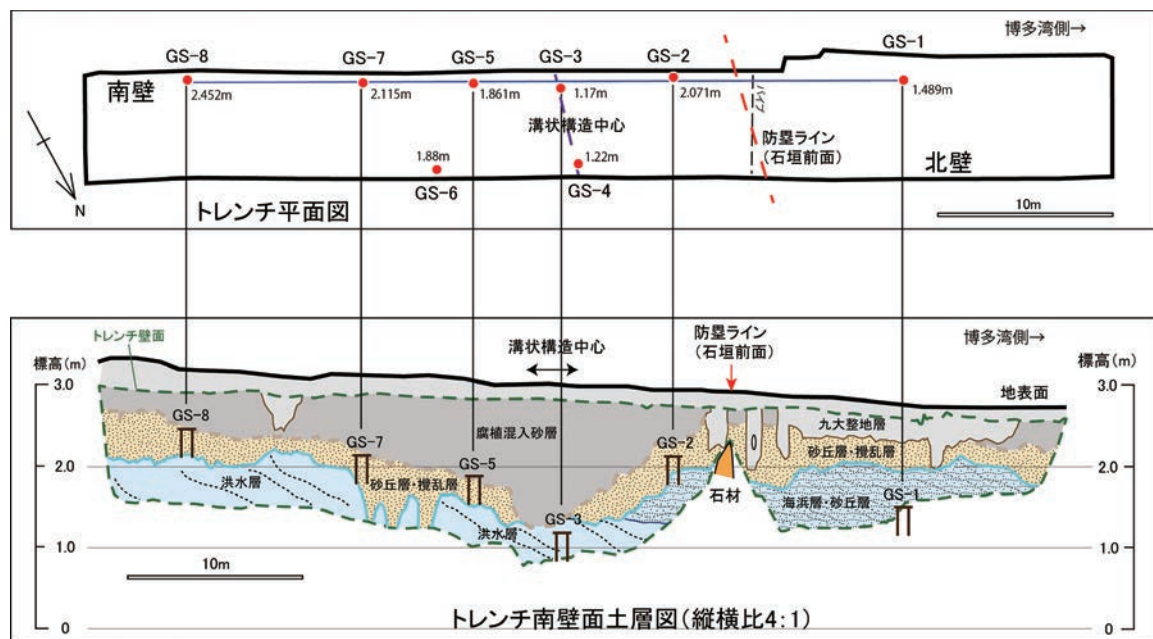 博多湾側→
GS-8
GS-7
GS-5
GS-3
GS-2
GS-1
南壁
2.452m
2.115m
1.861m
1.17m
2.071m
1.489m
パイプ
溝状構造中心
防塁ライン
(石垣前面)
1.88m
1.22m
北壁
GS-6
GS-4
N
トレンチ平面図
10m
トレンチ壁面
溝状構造中心
防塁ライン
(石垣前面)
博多湾側→
標高(m)
標高(m)
3.0
地表面
3.0
GS-8
腐植混入砂層
九大整地層
GS-7
GS-2
砂丘層・攪乱層
2.0
GS-5
2.0
洪水層
砂丘層・攪乱層
石材
海浜層・砂丘層
GS-1
GS-3
洪水層
1.0
1.0
10m
トレンチ南壁面土層図(縦横比4:1)
0
0